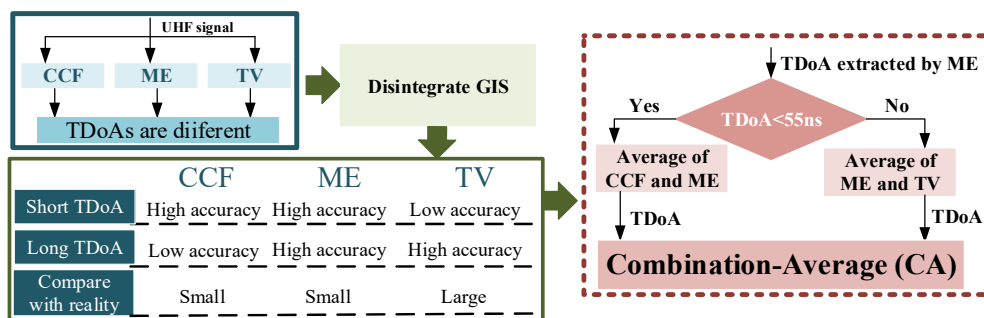 UHF signal
CCF ME TV
TDoAs are diiferent
Disintegrate GIS
CCF ME TV
Short TDoA High accuracy High accuracy Low accuracy
Long TDoA Low accuracy High accuracy High accuracy
Compare
with reality Small Small Large
TDoA extracted by ME
Yes No
TDoA<55ns
Average of
CCF and ME
Average of
ME and TV
TDoA TDoA
Combination-Average (CA)